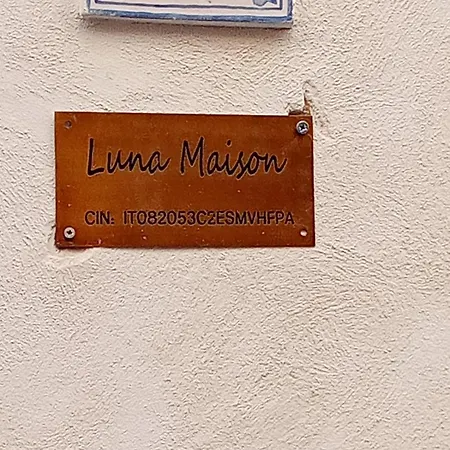 Luna Maison
CIN: IT082053C2ESMVHFPA